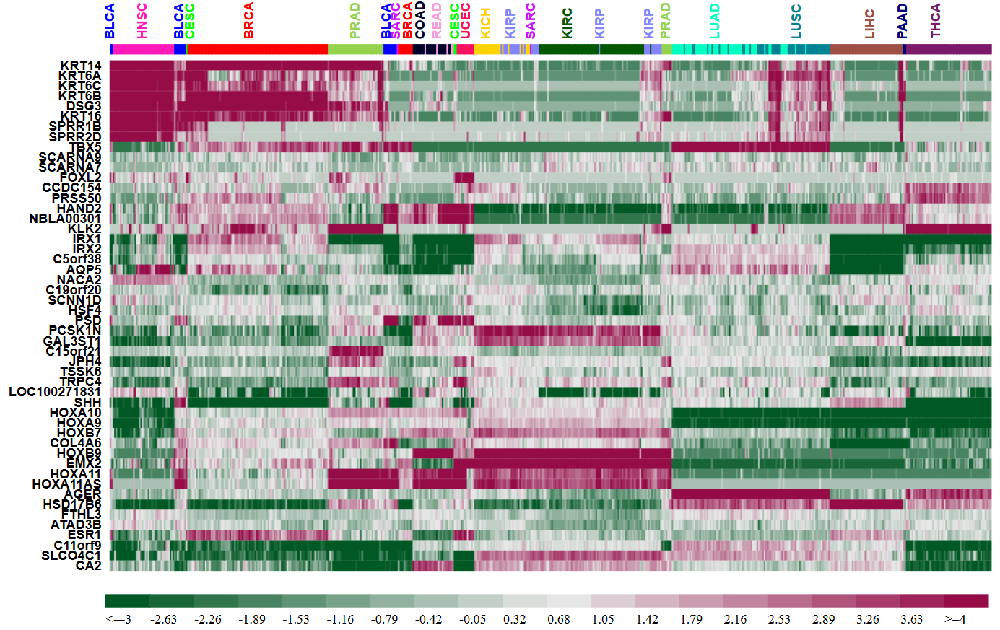 BLCA HNSC BLCA CESC BRCA PRAD BLCA SARC BRCA COAD READ CESC UCEC KICH KIRP SARC KIRC KIRP KIRP PRAD LUAD LUSC LIHC PAAD THCA
KRT14
KRT6A
KRT6C
KRT6B
DSG3
KRT16
SPRR1B
SPRR2D
TBX5
SCARNA9
SCARNA7
FOXL2
CCDC154
PRSS50
HAND2
NBLA00301
KLK2
IRX1
IRX2
C5orf38
AQP5
NACA2
C19orf20
SCNN1D
HSF4
PSD
PCSK1N
GAL3ST1
C15orf21
JPH4
TSSK6
TRPC4
LOC100271831
SHH
HOXA10
HOXA9
HOXB7
COL4A6
HOXB9
EMX2
HOXA11
HOXA11AS
AGER
HSD17B6
FTHL3
ATAD3B
ESR1
C11orf9
SLCO4C1
CA2
<=-3 -2.63 -2.26 -1.89 -1.53 -1.16 -0.79 -0.42 -0.05 0.32 0.68 1.05 1.42 1.79 2.16 2.53 2.89 3.26 3.63 >=4